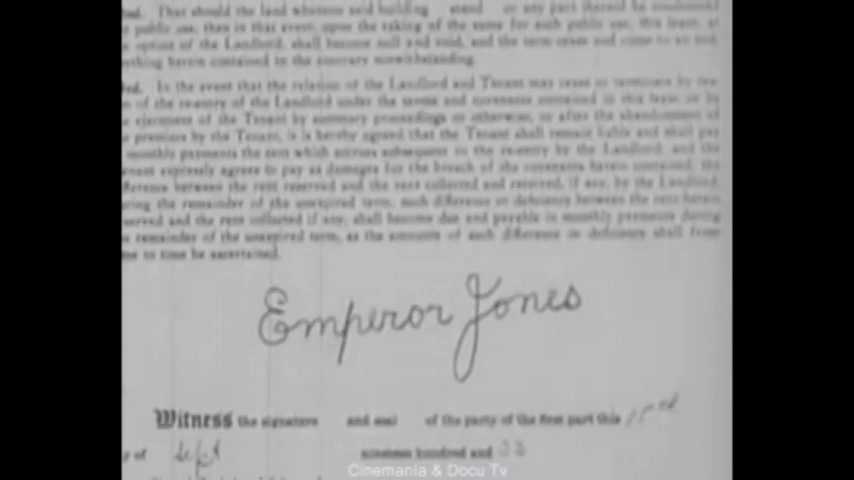 ed. That should the land whereon said building stand or any part thereof be condemned
public use, then in that event, upon the taking of the same for such public use, this lease, at
option of the Landlord, shall become null and void, and the term cease and come to an end
ything herein contained to the contrary notwithstanding
ed. In the event that the relation of the Landlord and Tenant may cease or terminate by
of the reentry of the Landlord under the terms and covenants contained in this lease or by
e ejectment of the Tenant by summary proceedings or otherwise, or after the abandonment of
e premises by the Tenant, it is hereby agreed that the Tenant shall remain liable and shall pay
monthly payments the rent which accrues subsequent to the reentry by the Landlord, and the
enant expressly agrees to pay as damages for the breach of the covenants herein contained, the
ference between the rent reserved and the rent collected and received, if any, by the Landlord,
ring the remainder of the unexpired term, such difference or deficiency between the rent herein
served and the rent collected if any, shall become due and payable in monthly payments during
e remainder of the unexpired term, as the amounts of such difference or deficiency shall from
me to time be ascertained.
Emperor Jones
Witness the signature and seal of the party of the first part this
y of Sept nineteen hundred and
Cinemania & Docu Tv